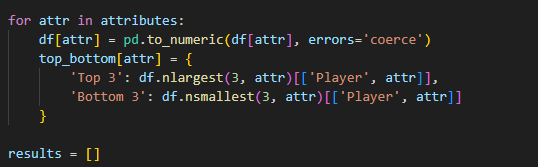 for attr in attributes:
    df[attr] = pd.to_numeric(df[attr], errors='coerce')
    top_bottom[attr] = {
        'Top 3': df.nlargest(3, attr)[['Player', attr]],
        'Bottom 3': df.nsmallest(3, attr)[['Player', attr]]
    }

results = []